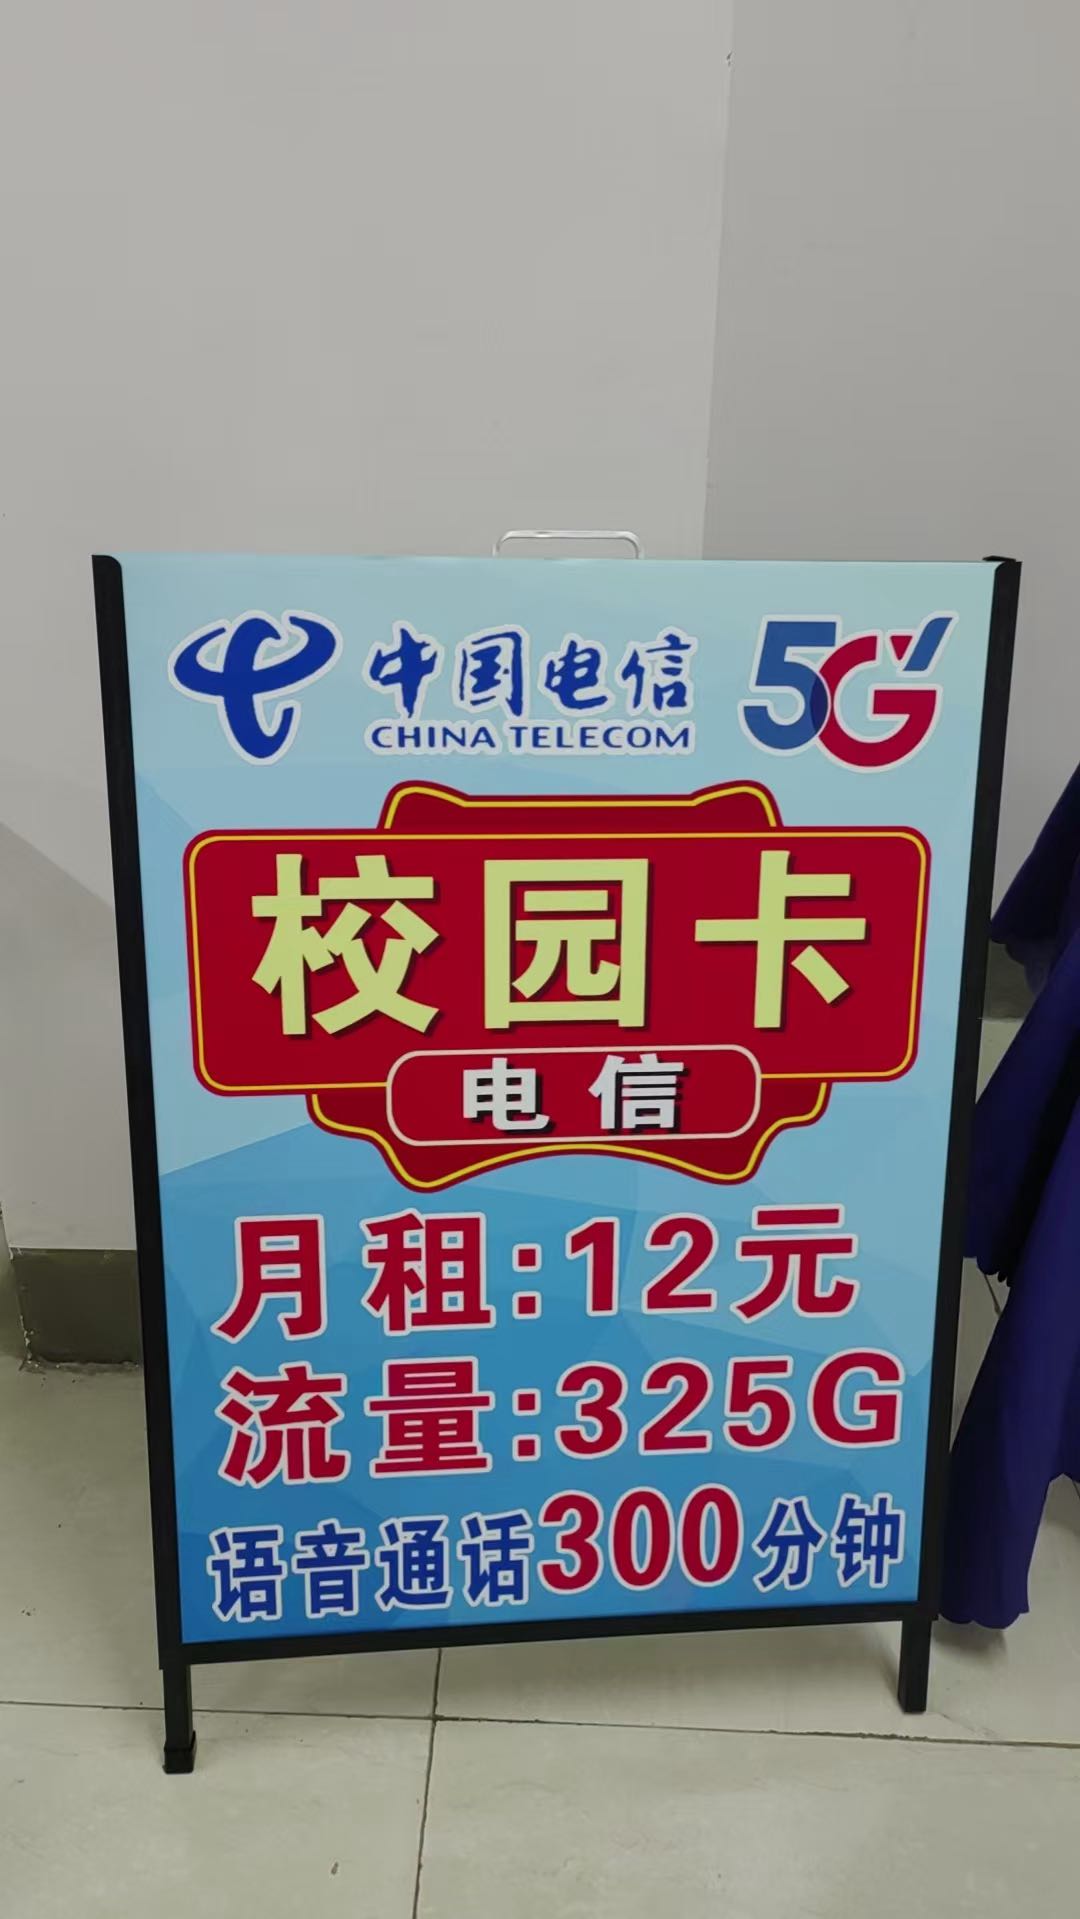 中国电信 5G
CHINA TELECOM
校园卡
电信
月租:12元
流量:325G
语音通话300分钟